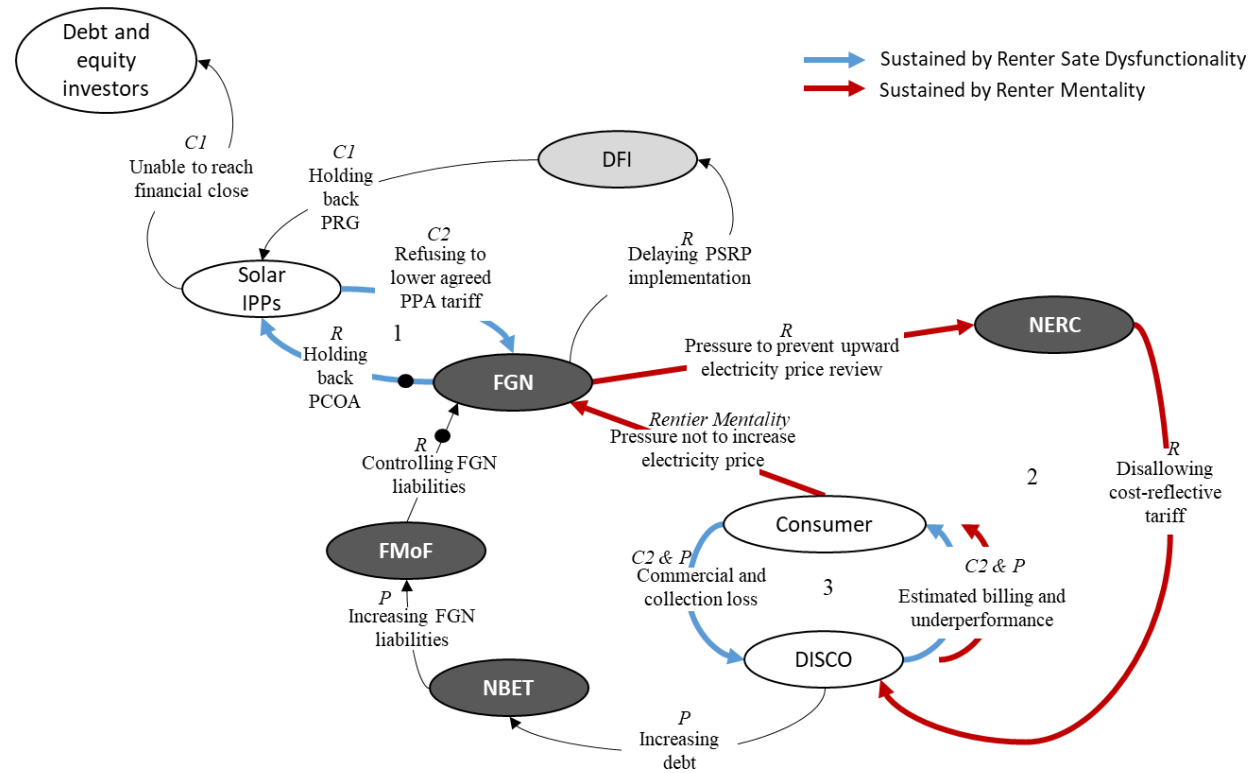 Debt and
equity
investors
Sustained by Renter Sate Dysfunctionality
Sustained by Renter Mentality
C1
Unable to reach
financial close
C1
Holding
back
PRG
DFI
C2
Refusing to
lower agreed
PPA tariff
R
Delaying PSRP
implementation
Solar
IPPs
1
R
Holding
back
PCOA
FGN
R
Pressure to prevent upward
electricity price review
NERC
Rentier Mentality
Pressure not to increase
electricity price
R
Controlling FGN
liabilities
2
R
Disallowing
cost-reflective
tariff
Consumer
FMoF
C2 & P
Commercial and
collection loss
3
C2 & P
Estimated billing and
underperformance
P
Increasing FGN
liabilities
DISCO
NBET
P
Increasing
debt